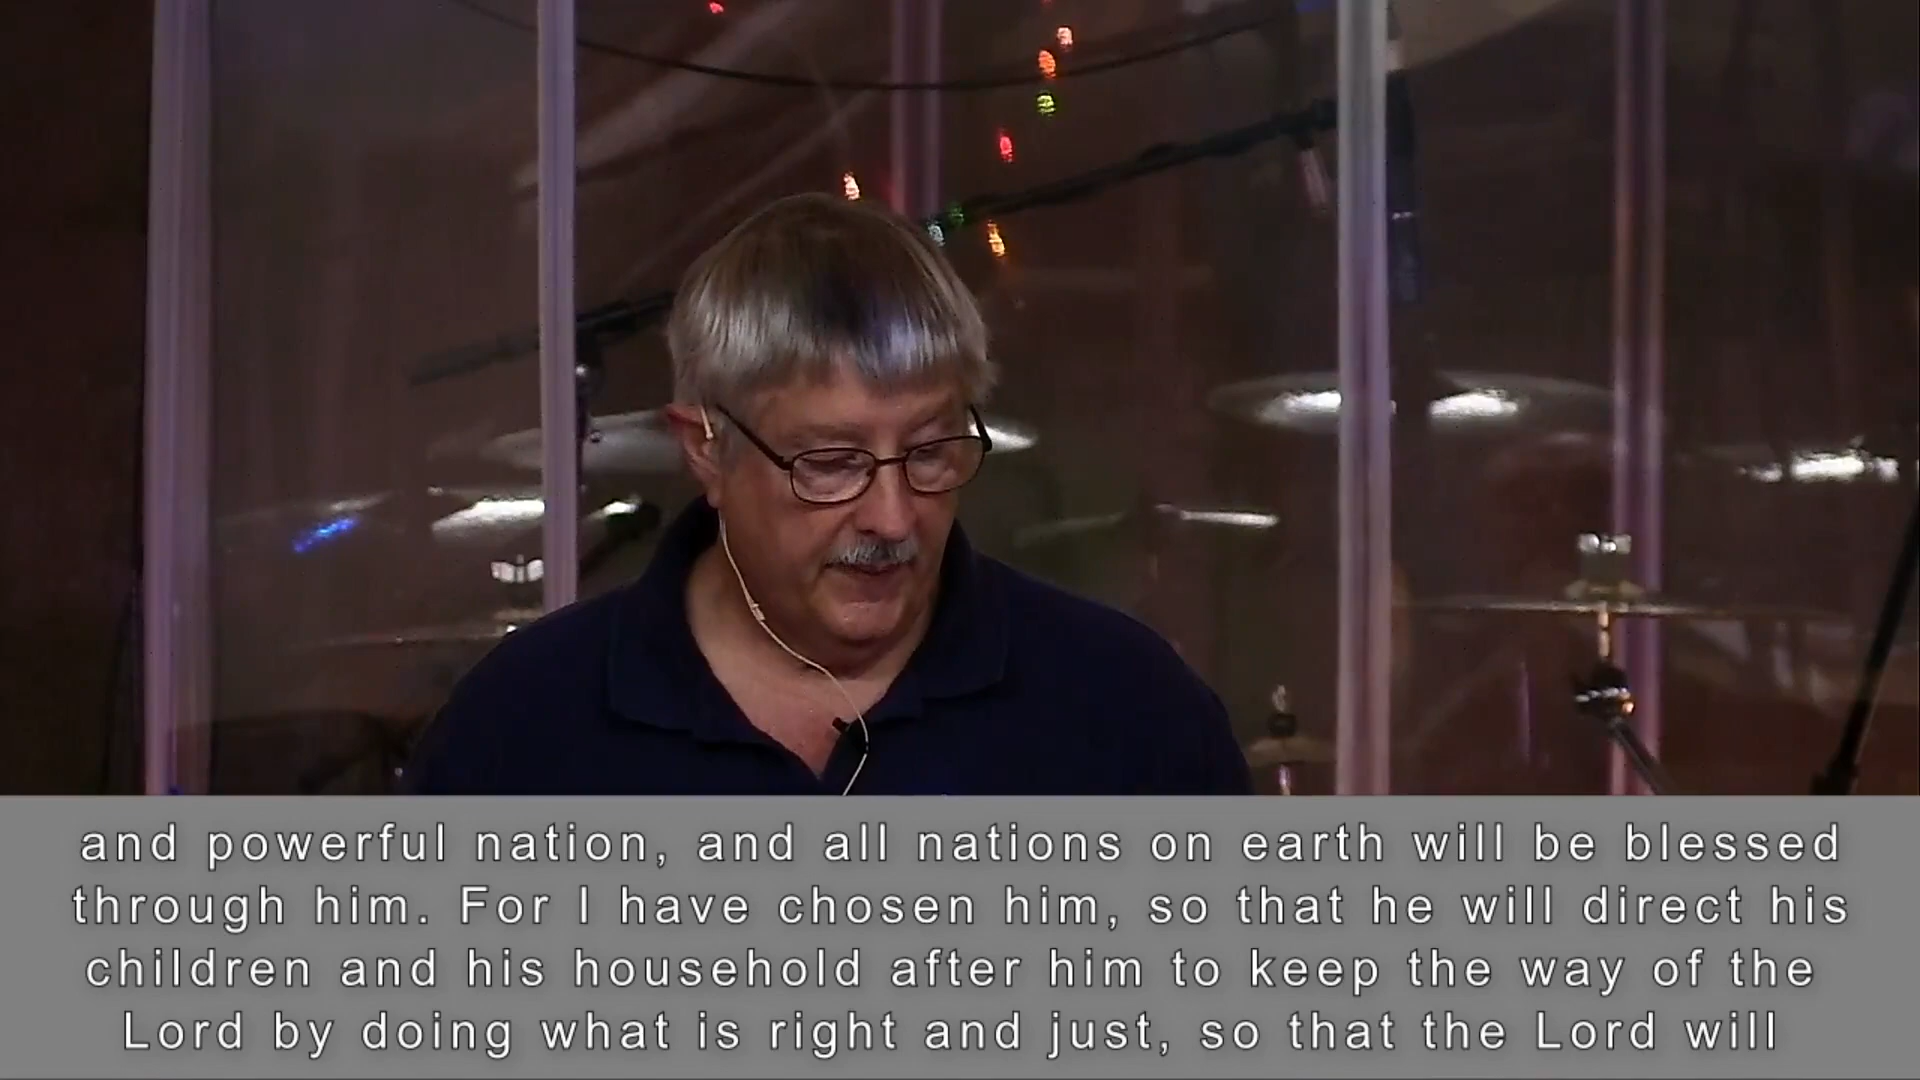 and powerful nation, and all nations on earth will be blessed
through him. For I have chosen him, so that he will direct his
children and his household after him to keep the way of the
Lord by doing what is right and just, so that the Lord will